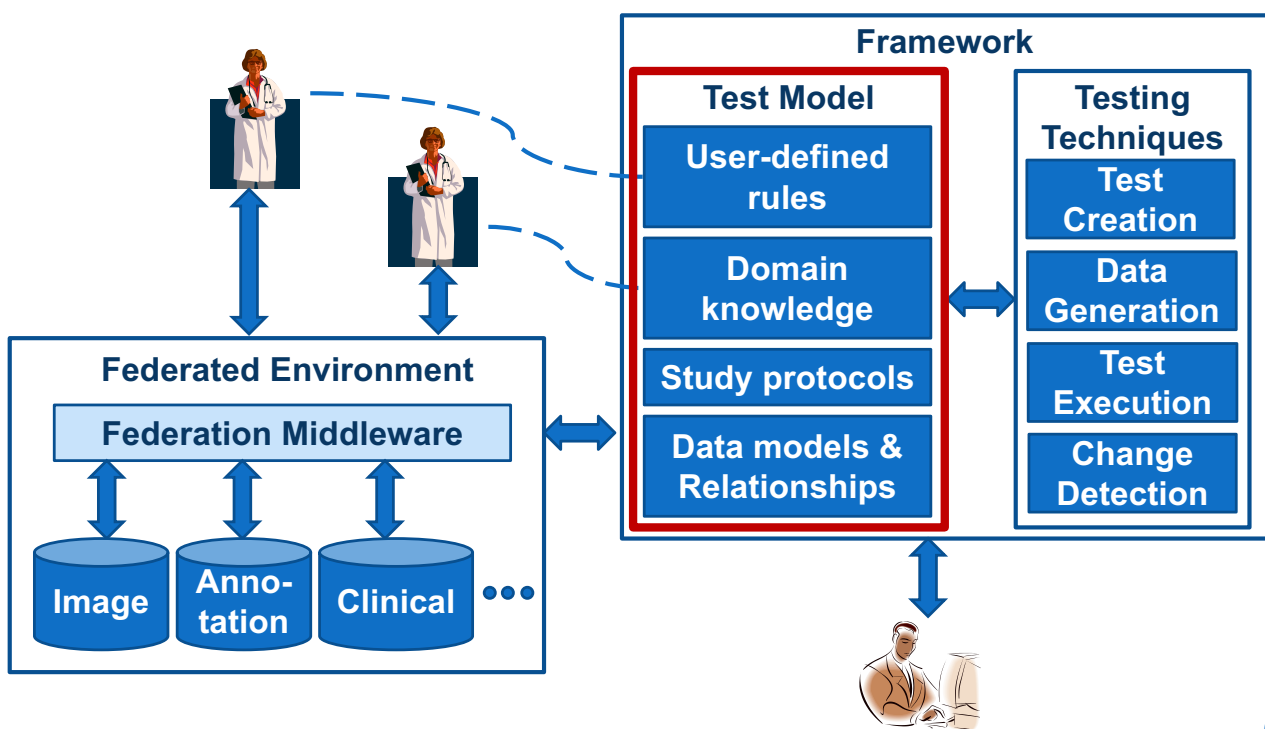 Framework
Test Model
User-defined
rules
Domain
knowledge
Study protocols
Data models &
Relationships
Testing
Techniques
Test
Creation
Data
Generation
Test
Execution
Change
Detection
Federated Environment
Federation Middleware
Image
Anno-
tation
Clinical